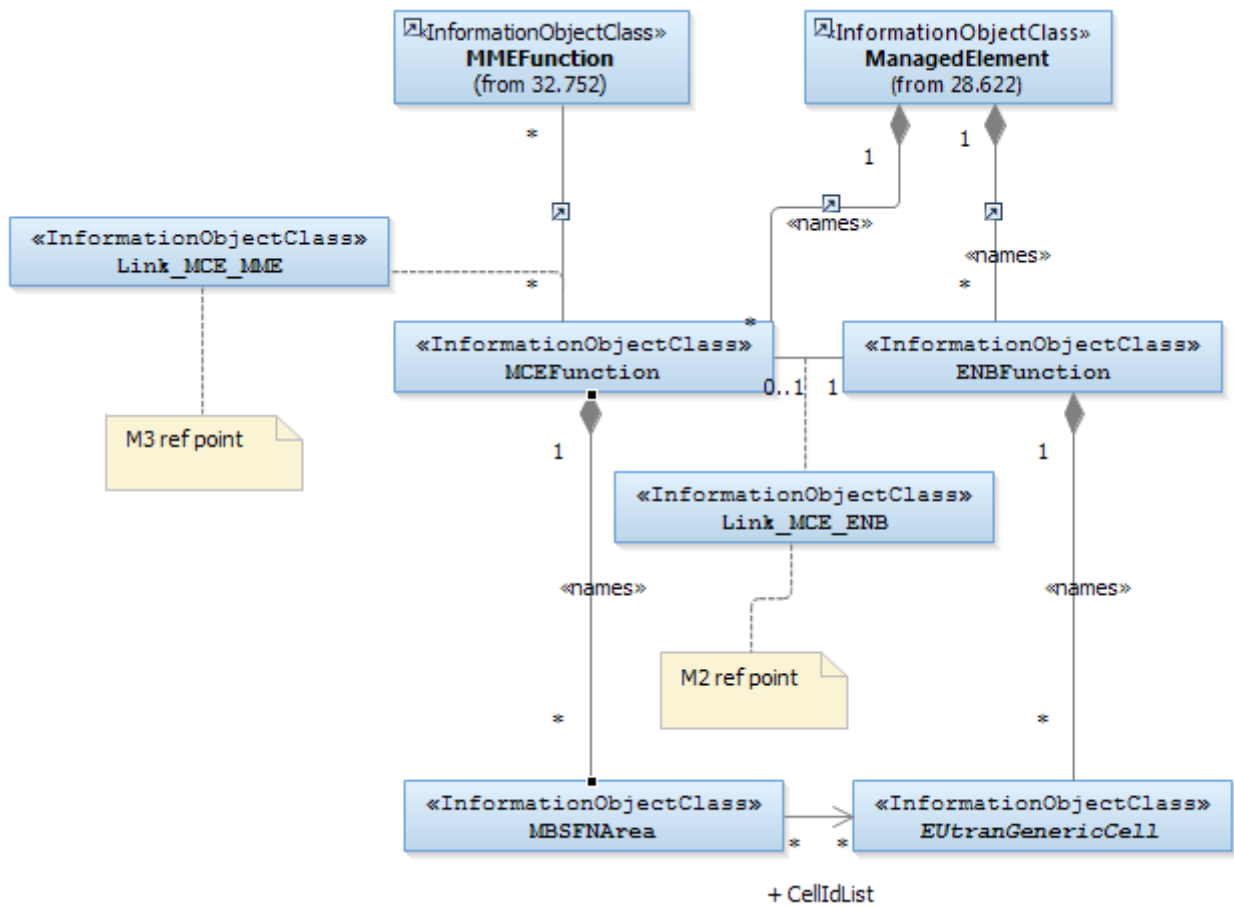 «InformationObjectClass»
MMEFunction
(from 32.752)
«InformationObjectClass»
ManagedElement
(from 28.622)
*
1
1
«names»
«InformationObjectClass»
Link_MCE_MME
«names»
*
*
*
«InformationObjectClass»
MCEFunction
«InformationObjectClass»
ENBFunction
0..1
1
M3 ref point
1
1
«InformationObjectClass»
Link_MCE_ENB
«names»
«names»
M2 ref point
*
*
«InformationObjectClass»
MBSFNArea
«InformationObjectClass»
EUtranGenericCell
*
*
+ CellIdList